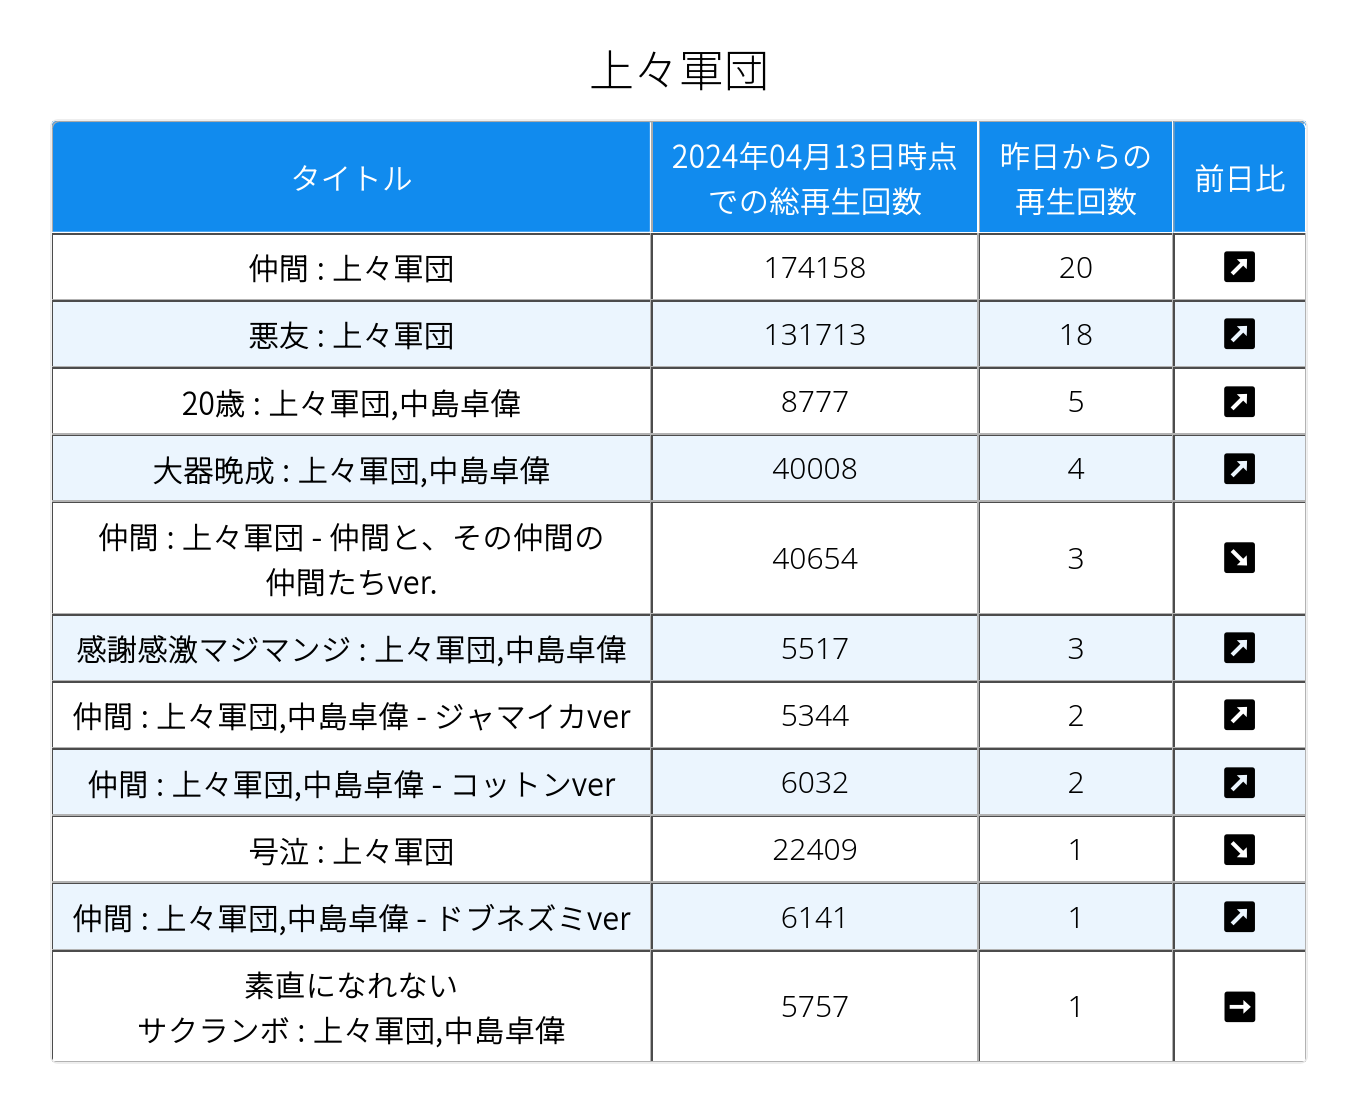 上々軍団
タイトル
2024年04月13日時点
での総再生回数
昨日からの
再生回数
前日比
仲間 : 上々軍団 174158 20 ↗
悪友 : 上々軍団 131713 18 ↗
20歳 : 上々軍団,中島卓偉 8777 5 ↗
大器晩成 : 上々軍団,中島卓偉 40008 4 ↗
仲間 : 上々軍団 - 仲間と、その仲間の
仲間たちver. 40654 3 ↘
感謝感激マジマンジ : 上々軍団,中島卓偉 5517 3 ↗
仲間 : 上々軍団,中島卓偉 - ジャマイカver 5344 2 ↗
仲間 : 上々軍団,中島卓偉 - コットンver 6032 2 ↗
号泣 : 上々軍団 22409 1 ↘
仲間 : 上々軍団,中島卓偉 - ドブネズミver 6141 1 ↗
素直になれない
サクランボ : 上々軍団,中島卓偉 5757 1 →